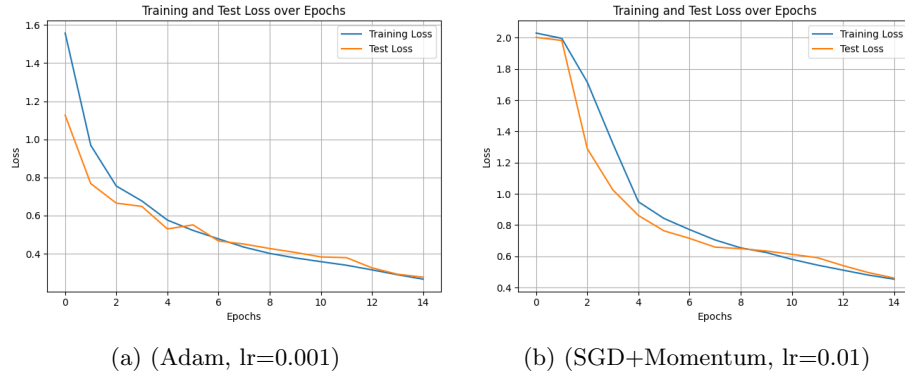 Training and Test Loss over Epochs
Training Loss
Test Loss
1.6
1.4
1.2
1.0
0.8
0.6
0.4
Loss
0 2 4 6 8 10 12 14
Epochs
(a) (Adam, lr=0.001)
Training and Test Loss over Epochs
Training Loss
Test Loss
2.0
1.8
1.6
1.4
1.2
1.0
0.8
0.6
0.4
Loss
0 2 4 6 8 10 12 14
Epochs
(b) (SGD+Momentum, lr=0.01)